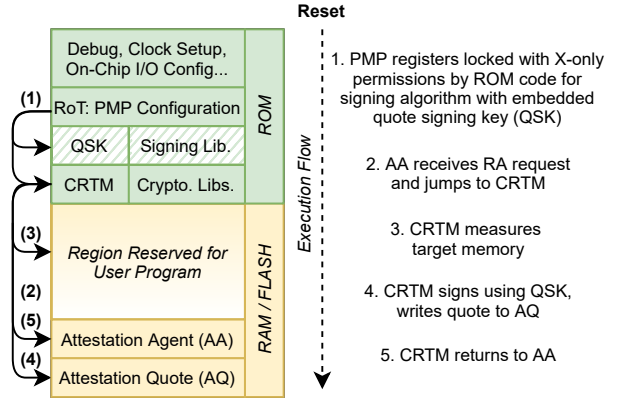 Reset
Debug, Clock Setup,
On-Chip I/O Config...
(1)
RoT: PMP Configuration
QSK
Signing Lib.
CRTM
Crypto. Libs.
ROM
(3)
Region Reserved for
User Program
(2)
(5)
Attestation Agent (AA)
(4)
Attestation Quote (AQ)
RAM / FLASH
Execution Flow
1. PMP registers locked with X-only
permissions by ROM code for
signing algorithm with embedded
quote signing key (QSK)
2. AA receives RA request
and jumps to CRTM
3. CRTM measures
target memory
4. CRTM signs using QSK,
writes quote to AQ
5. CRTM returns to AA